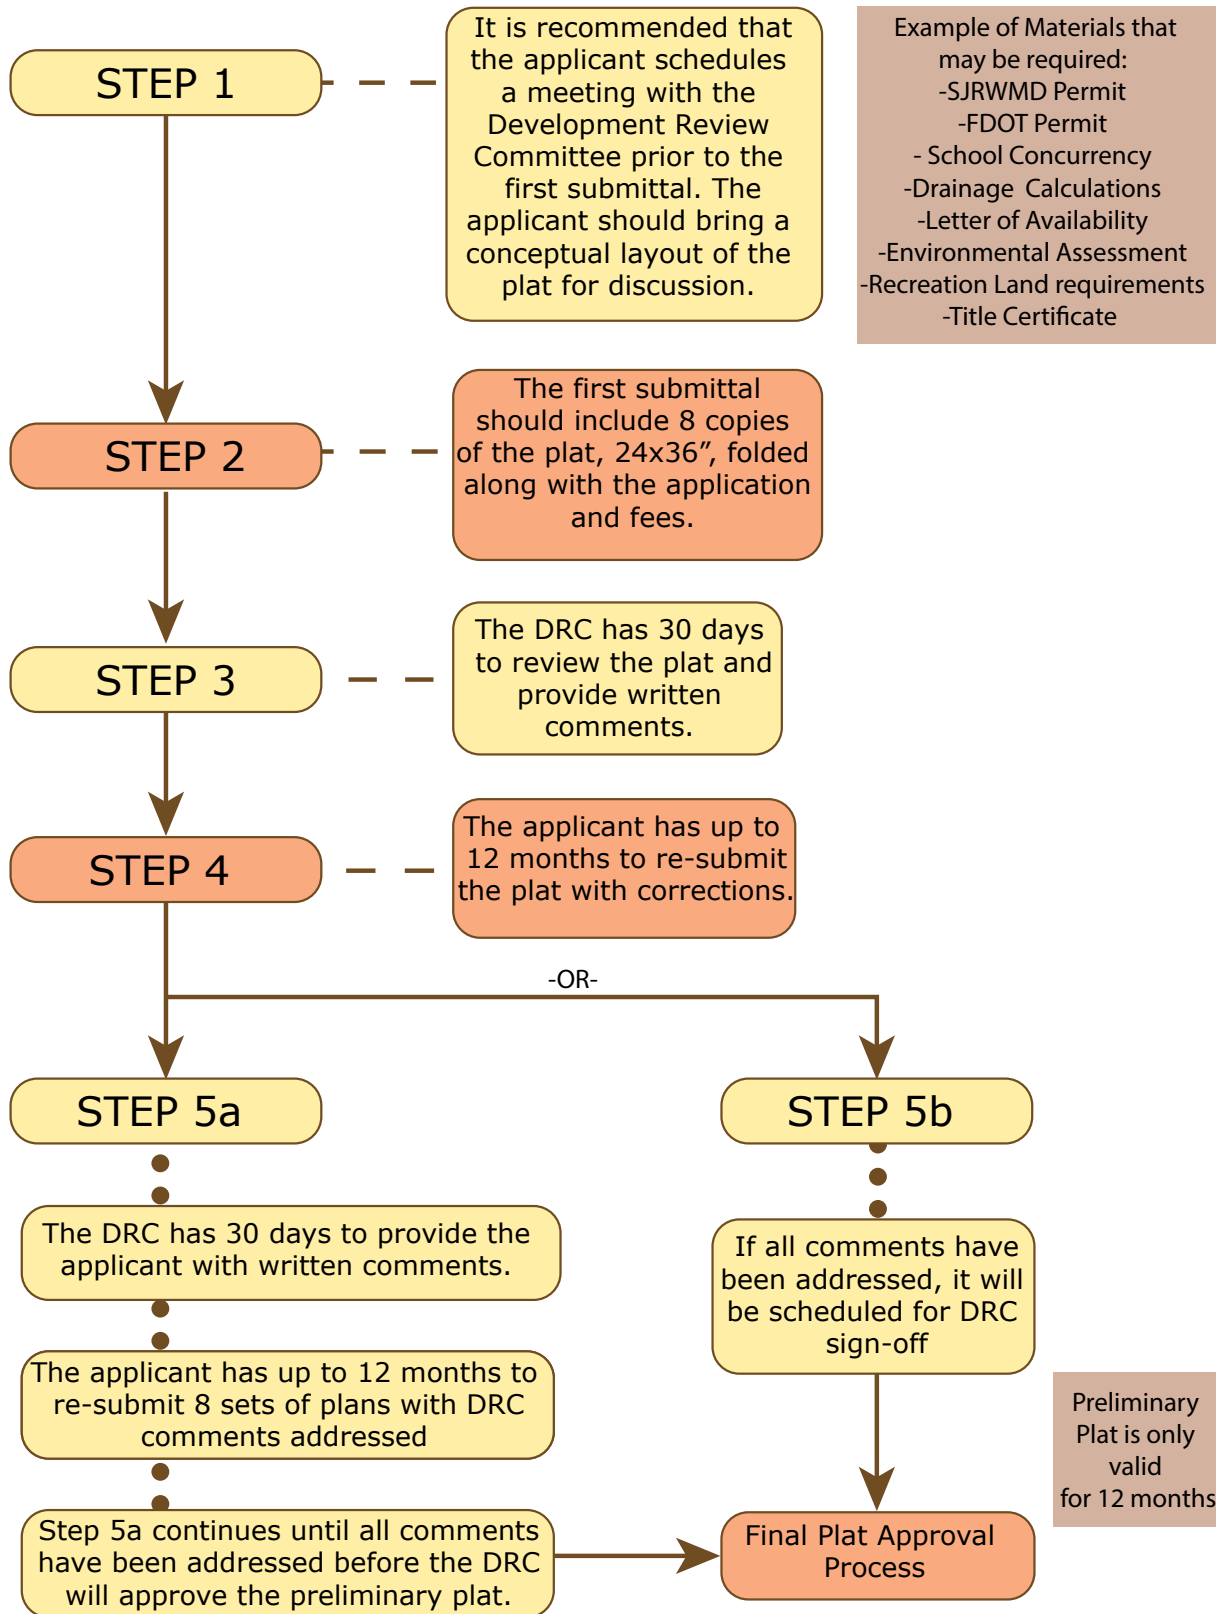 STEP 1
It is recommended that
the applicant schedules
a meeting with the
Development Review
Committee prior to the
first submittal. The
applicant should bring a
conceptual layout of the
plat for discussion.
Example of Materials that
may be required:
-SJRWMD Permit
-FDOT Permit
- School Concurrency
-Drainage Calculations
-Letter of Availability
-Environmental Assessment
-Recreation Land requirements
-Title Certificate
STEP 2
The first submittal
should include 8 copies
of the plat, 24x36”, folded
along with the application
and fees.
STEP 3
The DRC has 30 days
to review the plat and
provide written
comments.
STEP 4
The applicant has up to
12 months to re-submit
the plat with corrections.
-OR-
STEP 5a
The DRC has 30 days to provide the
applicant with written comments.
The applicant has up to 12 months to
re-submit 8 sets of plans with DRC
comments addressed
Step 5a continues until all comments
have been addressed before the DRC
will approve the preliminary plat.
STEP 5b
If all comments have
been addressed, it will
be scheduled for DRC
sign-off
Final Plat Approval
Process
Preliminary
Plat is only
valid
for 12 months